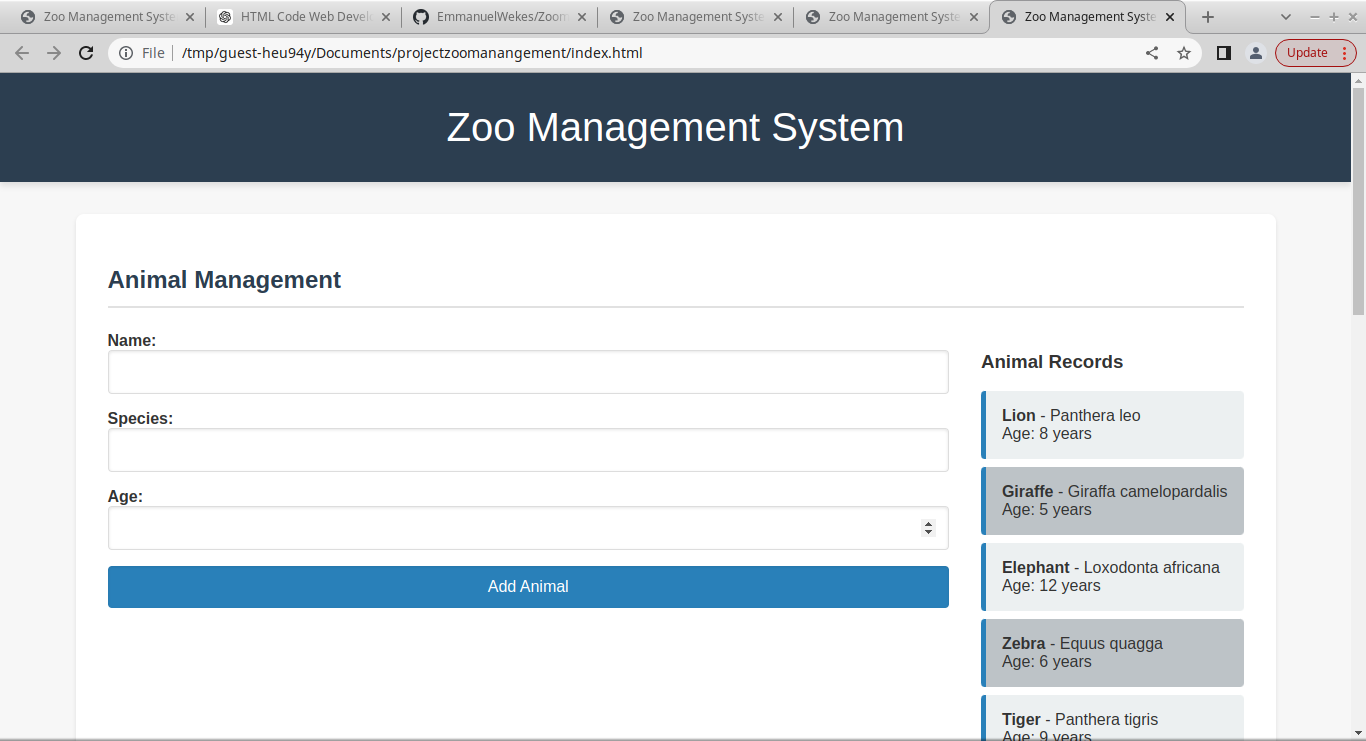 Zoo Management Syste
HTML Code Web Develo
EmmanuelWekes/Zoom
Zoo Management Syste
Zoo Management Syste
Zoo Management Syste
File
/tmp/guest-heu94y/Documents/projectzoomanangement/index.html
Update
Zoo Management System
Animal Management
Name:
Species:
Age:
Add Animal
Animal Records
Lion - Panthera leo
Age: 8 years
Giraffe - Giraffa camelopardalis
Age: 5 years
Elephant - Loxodonta africana
Age: 12 years
Zebra - Equus quagga
Age: 6 years
Tiger - Panthera tigris
Age: 9 years